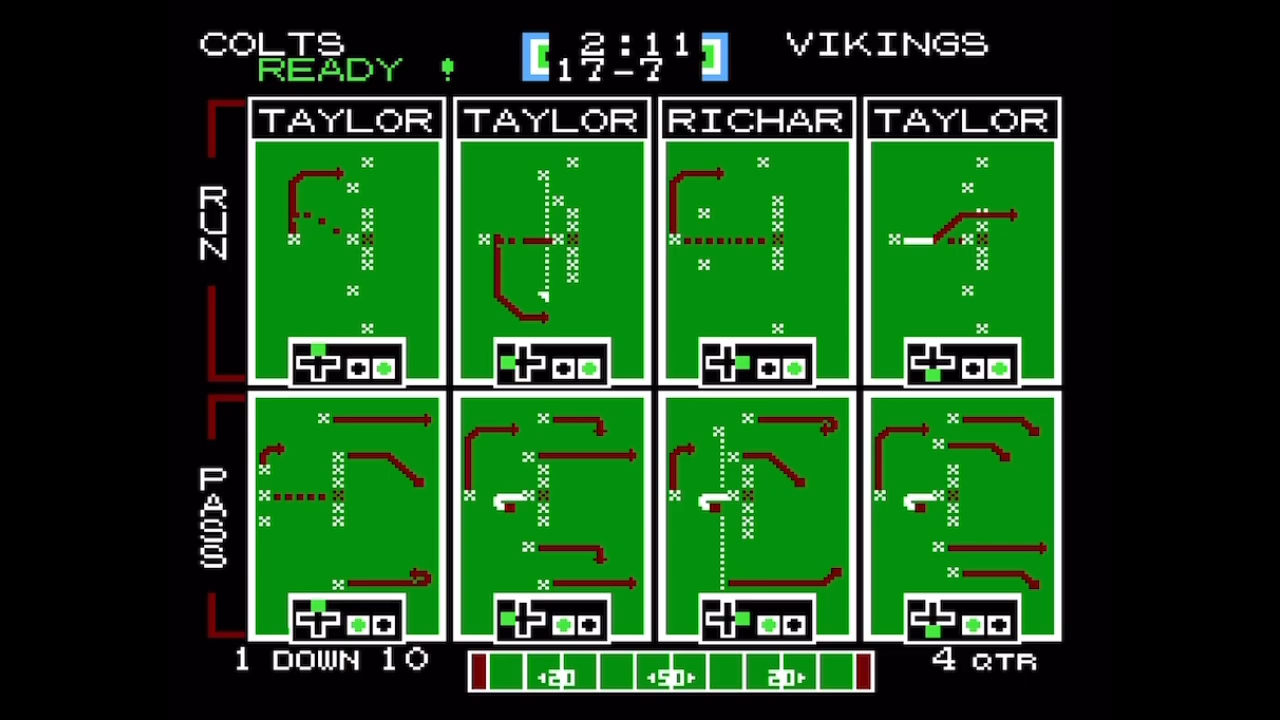 COLTS 2:11 VIKINGS
READY ! 17-7
TAYLOR TAYLOR RICHAR TAYLOR
RUN
PASS
1 DOWN 10 20 50 20 4 QTR